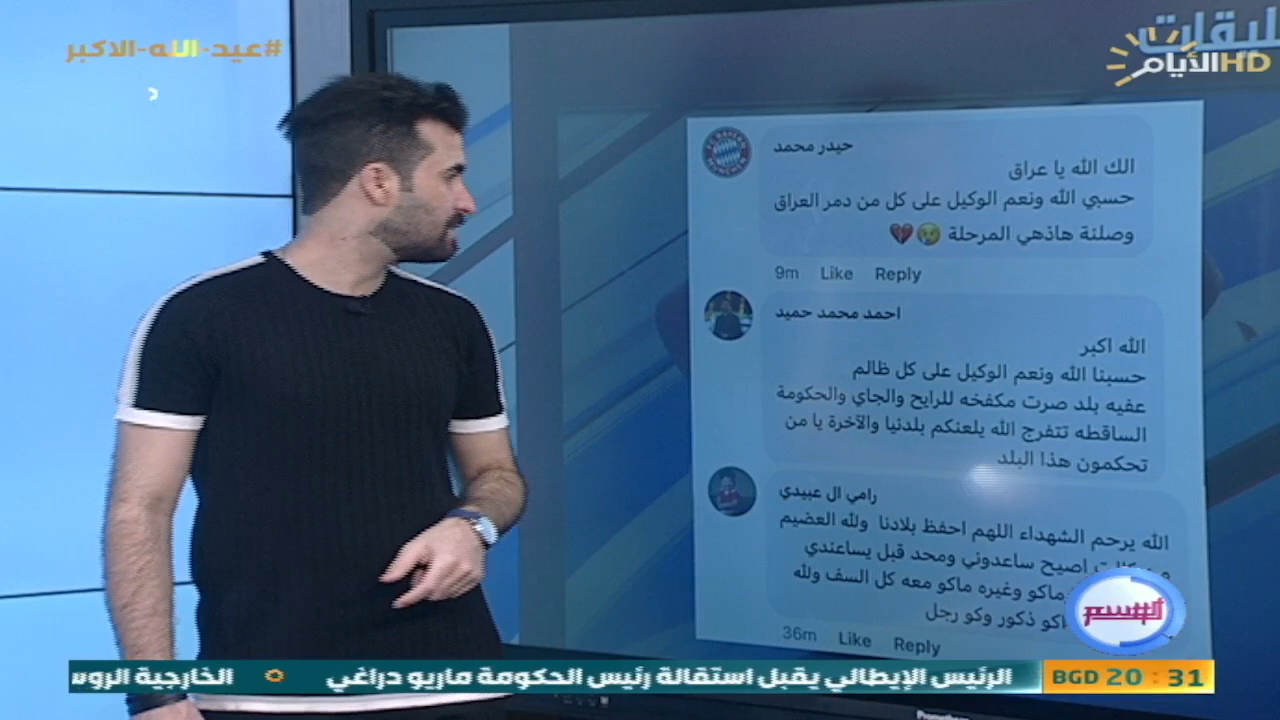 #عيد-الله-الاكبر
ليقات
الأيام HD
حيدر محمد
الك الله يا عراق
حسبي الله ونعم الوكيل على كل من دمر العراق
وصلنة هاذهي المرحلة 😢💔
9m Like Reply
احمد محمد حميد
الله اكبر
حسبنا الله ونعم الوكيل على كل ظالم
عفيه بلد صرت مكفخه للرايح والجاي والحكومة
الساقطه تتفرج الله يلعنكم بلدنيا والآخرة يا من
تحكمون هذا البلد
رامي ال عبيدي
الله يرحم الشهداء اللهم احفظ بلادنا ولله العضيم
اصيح ساعدوني ومحد قبل يساعندي
ماكو وغيره ماكو معه كل السف ولله
اكو ذكور وكو رجل
36m Like Reply
الرئيس الإيطالي يقبل استقالة رئيس الحكومة ماريو دراغي
الخارجية الروس
BGD 20:31